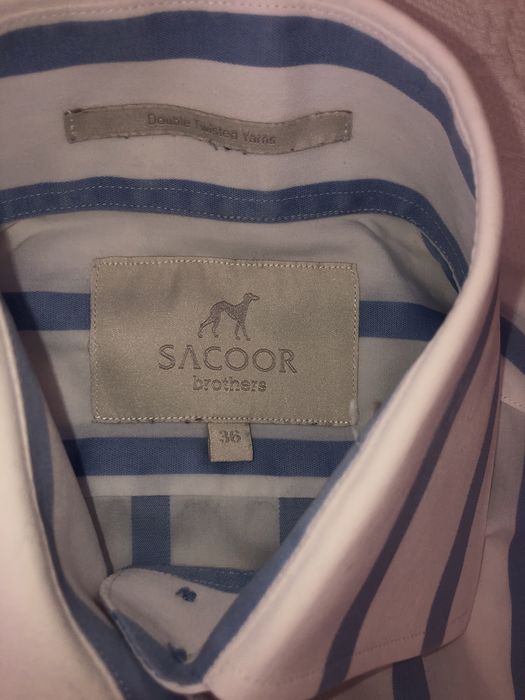 Double Twisted Yarns
SACOOR
brothers
36